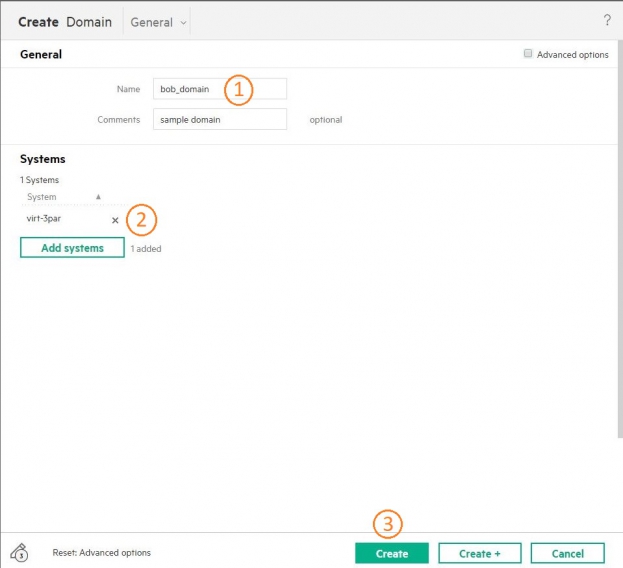 Create Domain General ?
General Advanced options
Name bob_domain 1
Comments sample domain optional
Systems
1 Systems
System
virt-3par × 2
Add systems 1 added
3
3 Reset: Advanced options Create Create + Cancel